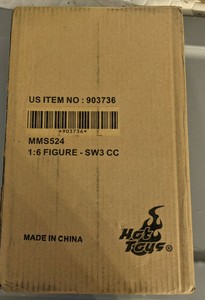 US ITEM NO : 903736
*903736*
MMS524
1:6 FIGURE - SW3 CC
Hot Toys®
MADE IN CHINA